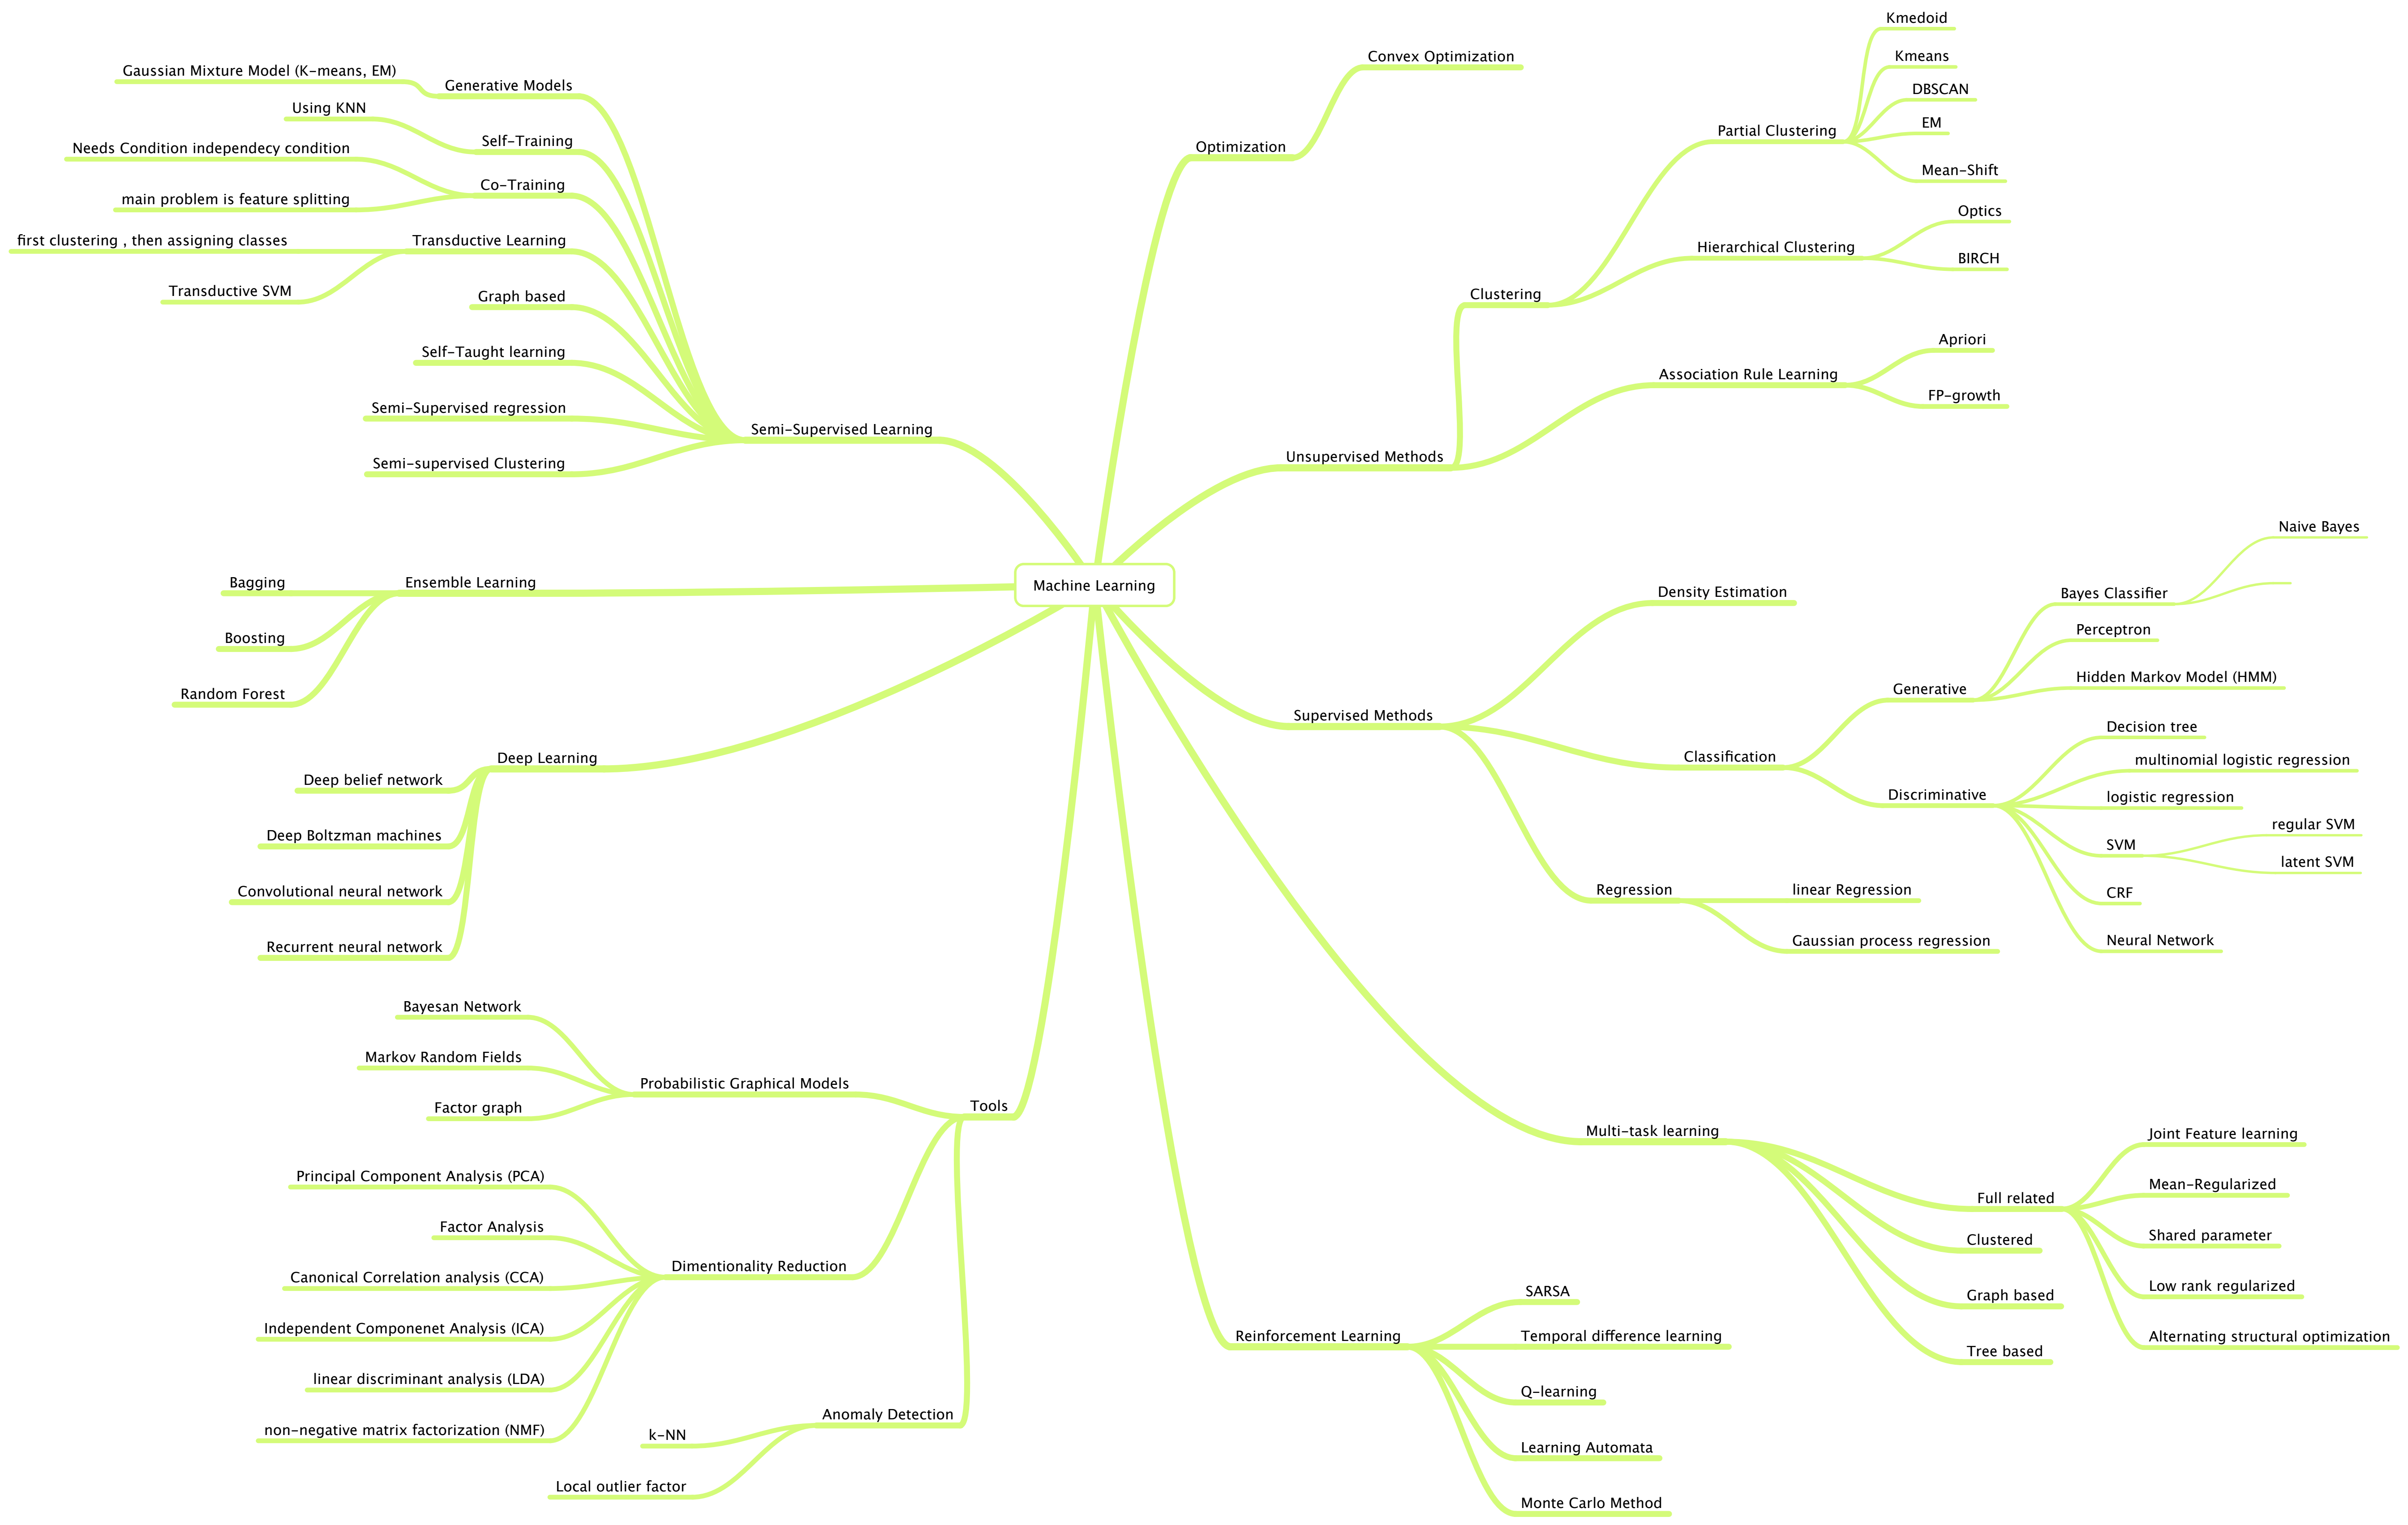 Machine Learning
Optimization
Convex Optimization
Unsupervised Methods
Clustering
Partial Clustering
Kmedoid
Kmeans
DBSCAN
EM
Mean-Shift
Hierarchical Clustering
Optics
BIRCH
Association Rule Learning
Apriori
FP-growth
Supervised Methods
Density Estimation
Classification
Generative
Bayes Classifier
Naive Bayes
Perceptron
Hidden Markov Model (HMM)
Discriminative
Decision tree
multinomial logistic regression
logistic regression
SVM
regular SVM
latent SVM
CRF
Neural Network
Regression
linear Regression
Gaussian process regression
Multi-task learning
Full related
Joint Feature learning
Mean-Regularized
Shared parameter
Low rank regularized
Alternating structural optimization
Clustered
Graph based
Tree based
Reinforcement Learning
SARSA
Temporal difference learning
Q-learning
Learning Automata
Monte Carlo Method
Semi-Supervised Learning
Generative Models
Gaussian Mixture Model (K-means, EM)
Self-Training
Using KNN
Co-Training
Needs Condition independecy condition
main problem is feature splitting
Transductive Learning
first clustering , then assigning classes
Transductive SVM
Graph based
Self-Taught learning
Semi-Supervised regression
Semi-supervised Clustering
Ensemble Learning
Bagging
Boosting
Random Forest
Deep Learning
Deep belief network
Deep Boltzman machines
Convolutional neural network
Recurrent neural network
Tools
Probabilistic Graphical Models
Bayesan Network
Markov Random Fields
Factor graph
Dimentionality Reduction
Principal Component Analysis (PCA)
Factor Analysis
Canonical Correlation analysis (CCA)
Independent Componenet Analysis (ICA)
linear discriminant analysis (LDA)
non-negative matrix factorization (NMF)
Anomaly Detection
k-NN
Local outlier factor